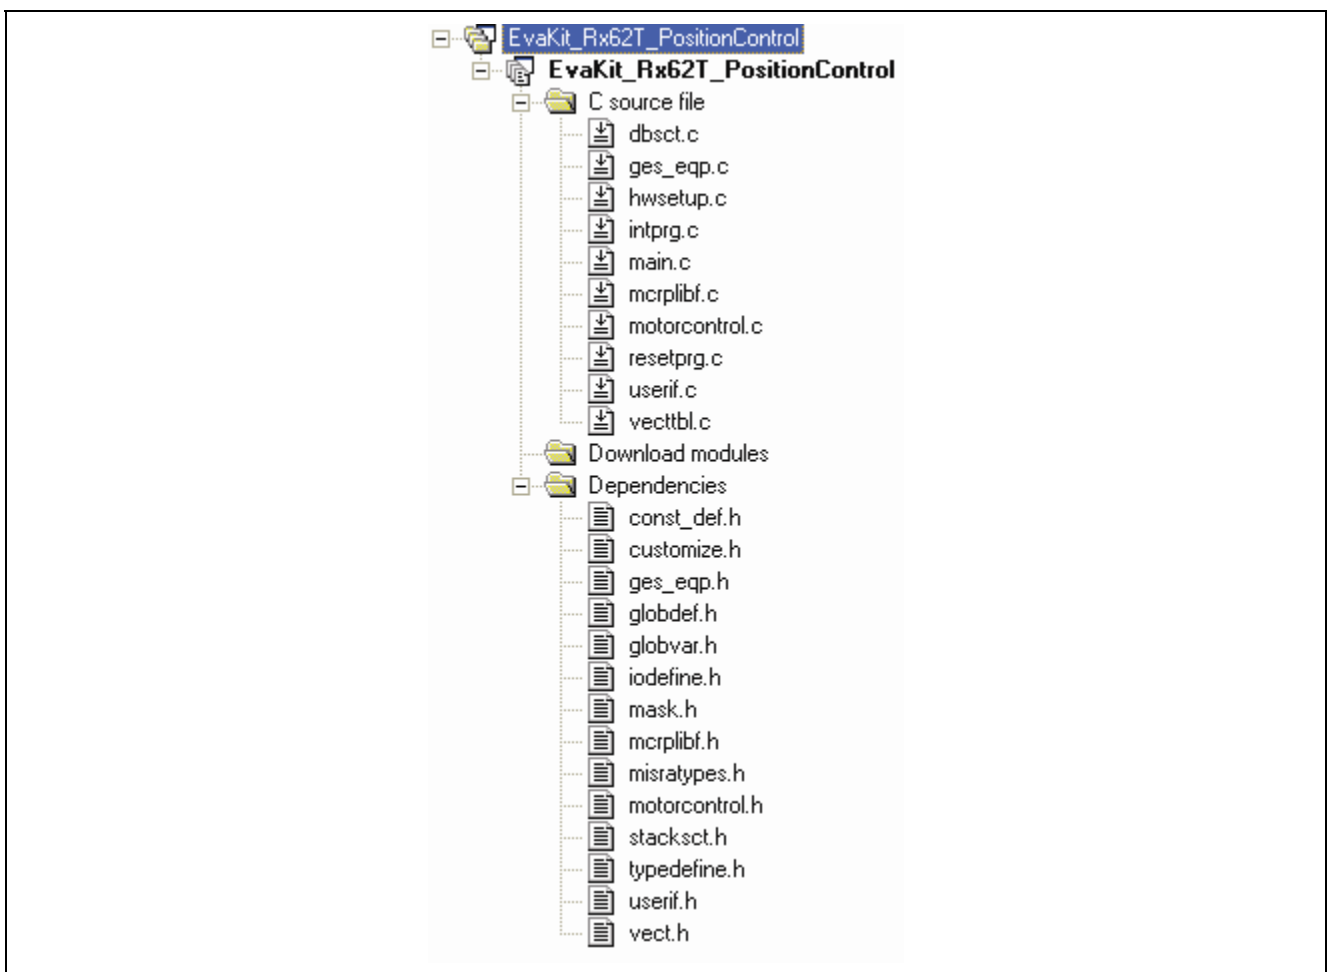 EvaKit_Rx62T_PositionControl
EvaKit_Rx62T_PositionControl
C source file
dbsct.c
ges_eqp.c
hwsetup.c
intprg.c
main.c
mcrplibf.c
motorcontrol.c
resetprg.c
userif.c
vecttbl.c
Download modules
Dependencies
const_def.h
customize.h
ges_eqp.h
globdef.h
globvar.h
iodefine.h
mask.h
mcrplibf.h
misratypes.h
motorcontrol.h
stacksct.h
typedefine.h
userif.h
vect.h